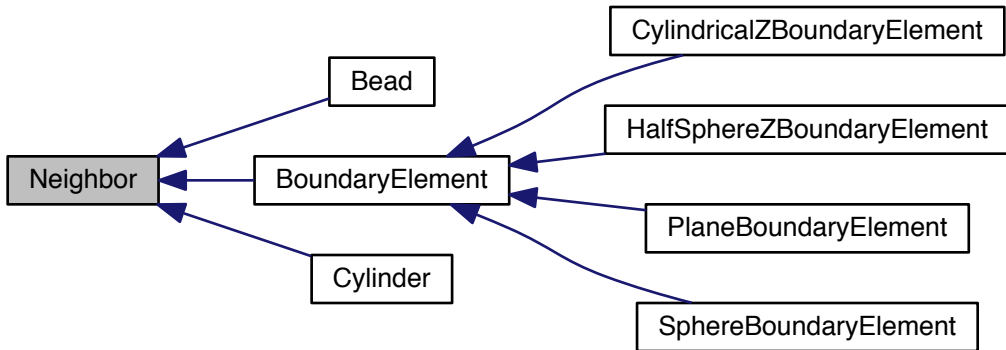 Neighbor
Bead
BoundaryElement
Cylinder
CylindricalZBoundaryElement
HalfSphereZBoundaryElement
PlaneBoundaryElement
SphereBoundaryElement